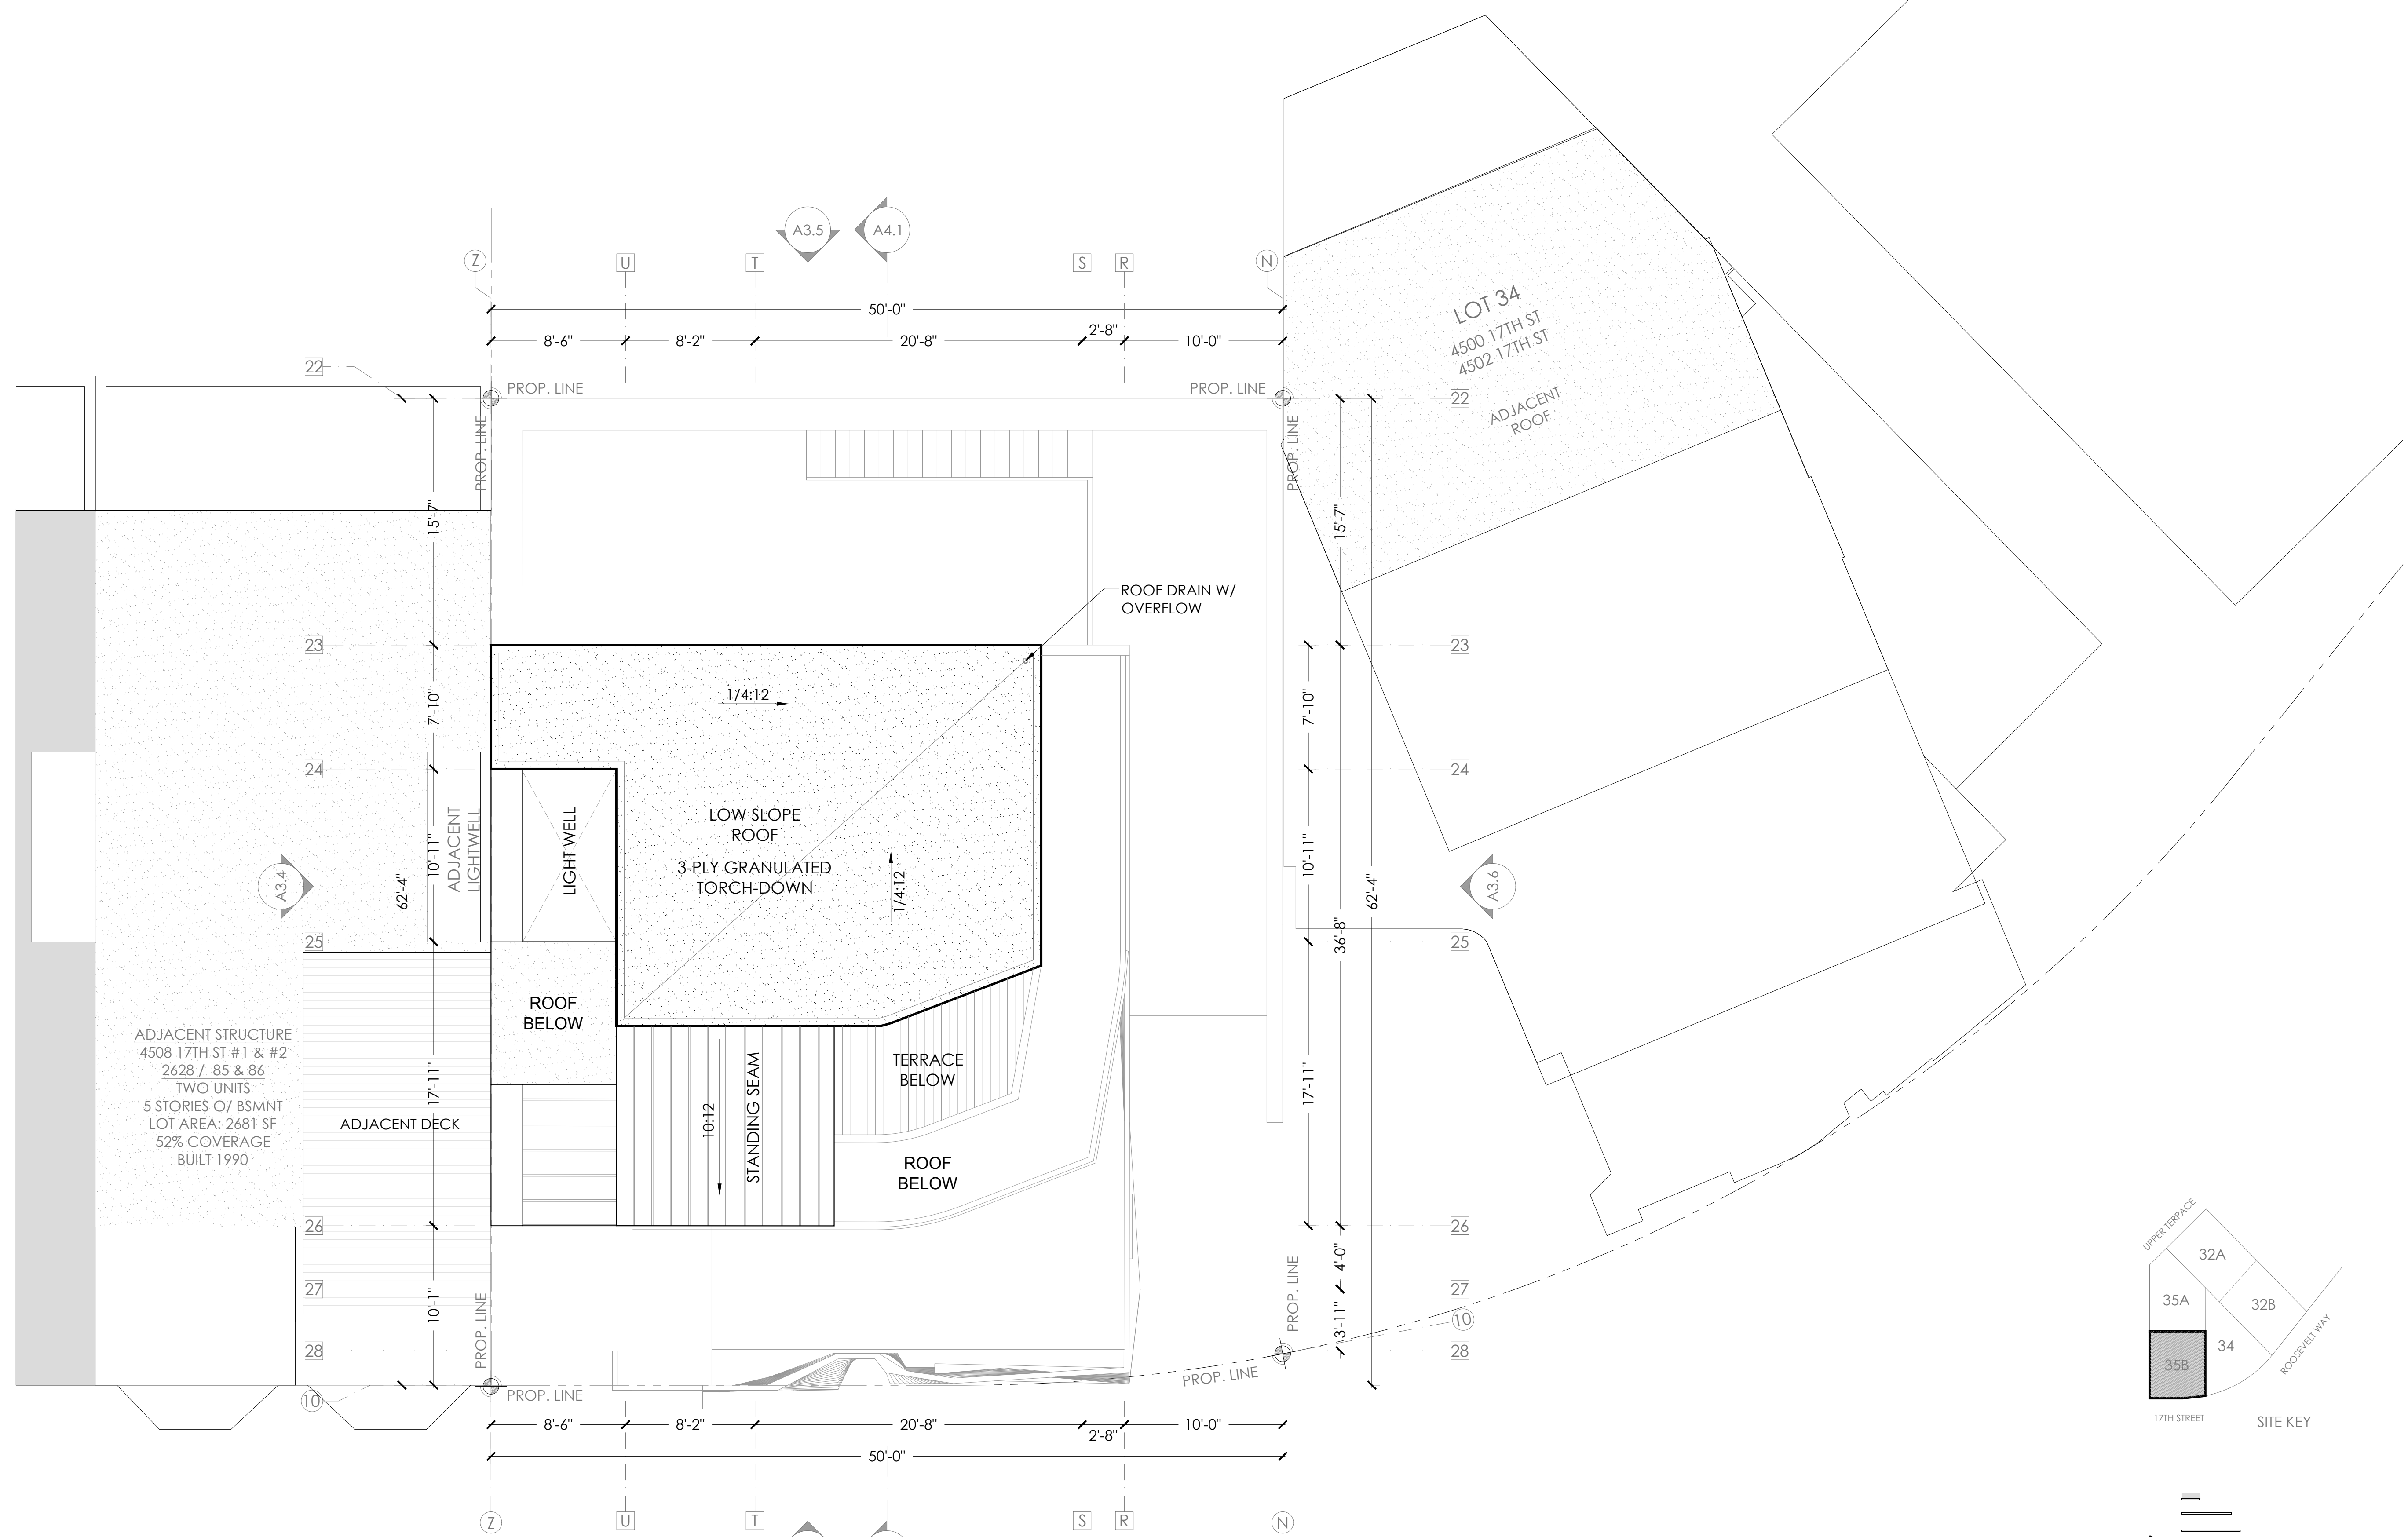 A3.5
A4.1
Z
U
T
S
R
N
50'-0"
8'-6"
8'-2"
20'-8"
2'-8"
10'-0"
LOT 34
4500 17TH ST
4502 17TH ST
ADJACENT
ROOF
22
PROP. LINE
PROP. LINE
22
PROP. LINE
PROP. LINE
15'-7"
15'-7"
ROOF DRAIN W/
OVERFLOW
23
23
7'-10"
7'-10"
1/4:12
24
24
ADJACENT
LIGHTWELL
LIGHT WELL
LOW SLOPE
ROOF
3-PLY GRANULATED
TORCH-DOWN
1/4:12
10'-11"
10'-11"
62'-4"
62'-4"
36'-8"
A3.4
A3.6
25
25
ROOF
BELOW
ADJACENT STRUCTURE
4508 17TH ST #1 & #2
2628 / 85 & 86
TWO UNITS
5 STORIES O/ BSMNT
LOT AREA: 2681 SF
52% COVERAGE
BUILT 1990
ADJACENT DECK
17'-11"
10:12
STANDING SEAM
TERRACE
BELOW
ROOF
BELOW
17'-11"
26
26
4'-0"
27
27
10'-1"
PROP. LINE
PROP. LINE
3'-11"
10
28
28
10
PROP. LINE
PROP. LINE
8'-6"
8'-2"
20'-8"
2'-8"
10'-0"
50'-0"
Z
U
T
S
R
N
UPPER TERRACE
32A
35A
32B
34
35B
ROOSEVELT WAY
17TH STREET
SITE KEY